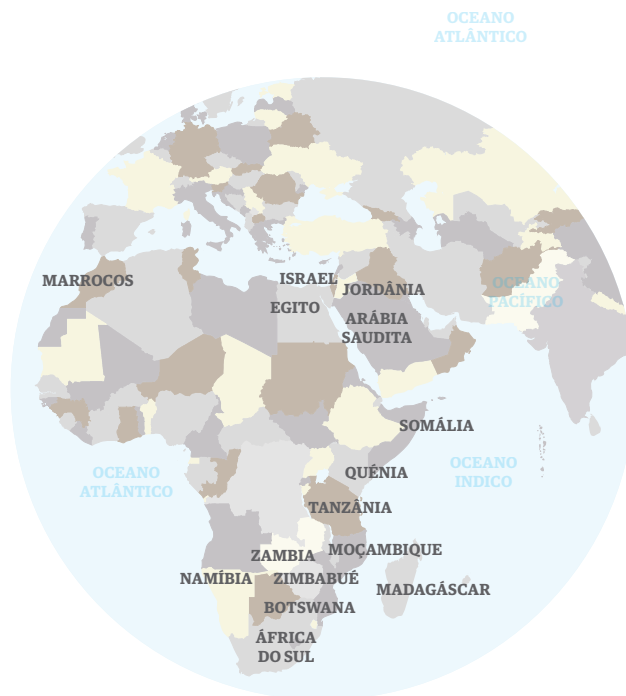 OCEANO
ATLÂNTICO
MARROCOS
ISRAEL
JORDÂNIA
OCEANO
PACÍFICO
EGITO
ARÁBIA
SAUDITA
SOMÁLIA
OCEANO
ATLÂNTICO
QUÉNIA
OCEANO
INDICO
TANZÂNIA
ZAMBIA
MOÇAMBIQUE
NAMÍBIA
ZIMBABUÉ
MADAGÁSCAR
BOTSWANA
ÁFRICA
DO SUL